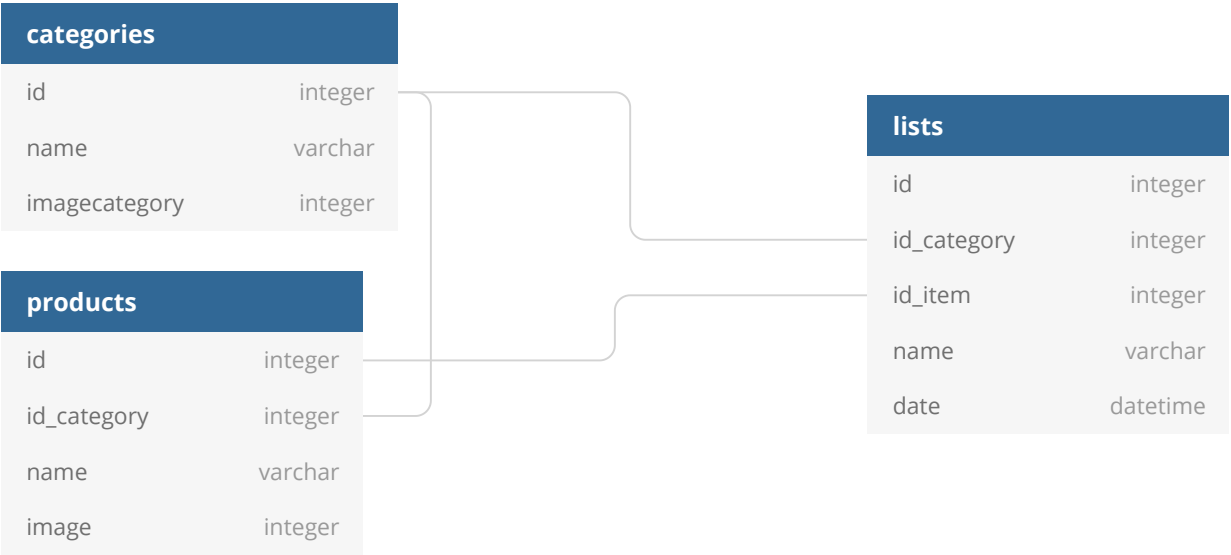 categories
id integer
name varchar
imagecategory integer
products
id integer
id_category integer
name varchar
image integer
lists
id integer
id_category integer
id_item integer
name varchar
date datetime